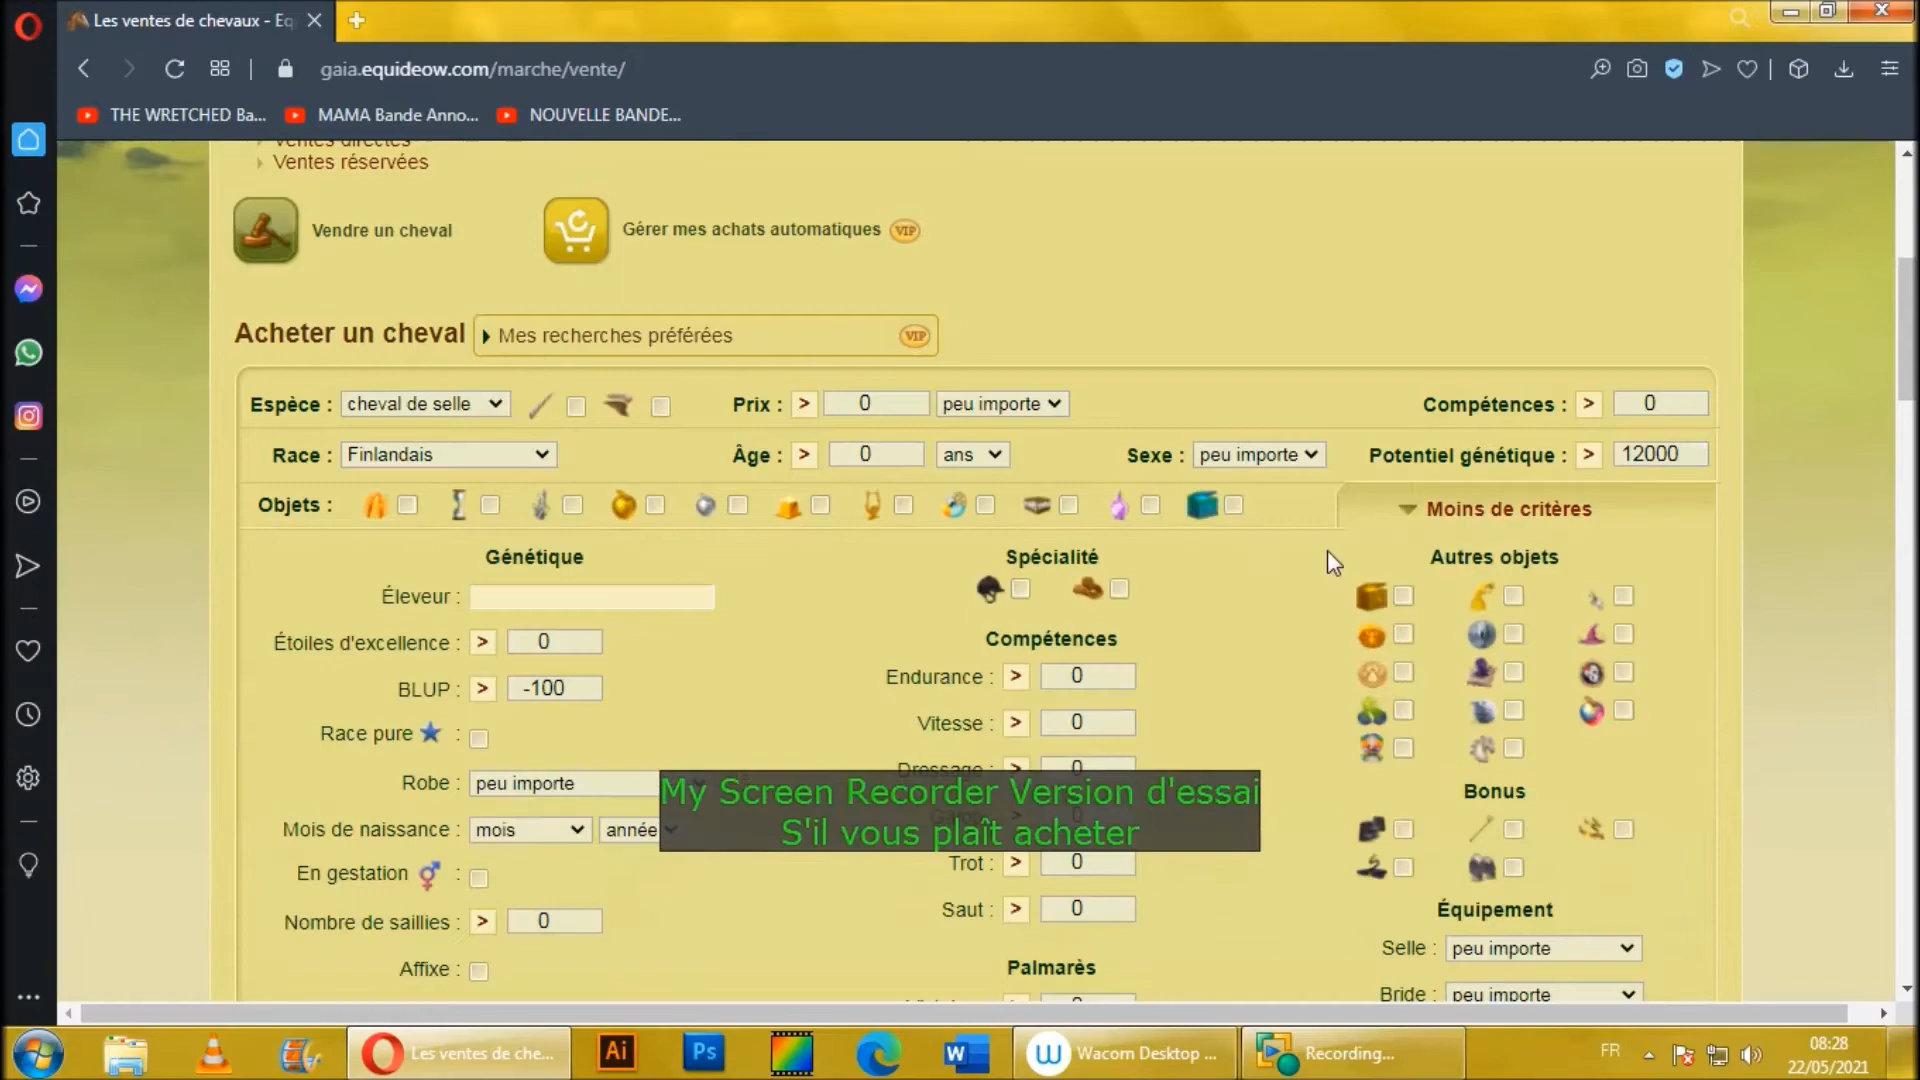 Les ventes de chevaux - Eq
gaia.equideow.com/marche/vente/
THE WRETCHED Ba... MAMA Bande Anno... NOUVELLE BANDE...
Ventes directes
Ventes réservées
Vendre un cheval Gérer mes achats automatiques VIP
Acheter un cheval Mes recherches préférées VIP
Espèce : cheval de selle Prix : > 0 peu importe Compétences : > 0
Race : Finlandais Âge : > 0 ans Sexe : peu importe Potentiel génétique : > 12000
Objets : Moins de critères
Génétique Spécialité Autres objets
Éleveur :
Étoiles d'excellence : > 0 Compétences
BLUP : > -100 Endurance : > 0
Race pure : Vitesse : > 0
Dressage : > 0
Robe : peu importe
My Screen Recorder Version d'essai
S'il vous plaît acheter
Bonus
Mois de naissance : mois année
Trot : > 0
En gestation :
Saut : > 0
Nombre de saillies : > 0
Équipement
Selle : peu importe
Affixe : Palmarès
Bride : peu importe
Les ventes de che... Ai Ps W Wacom Desktop ... Recording... FR 08:28
22/05/2021